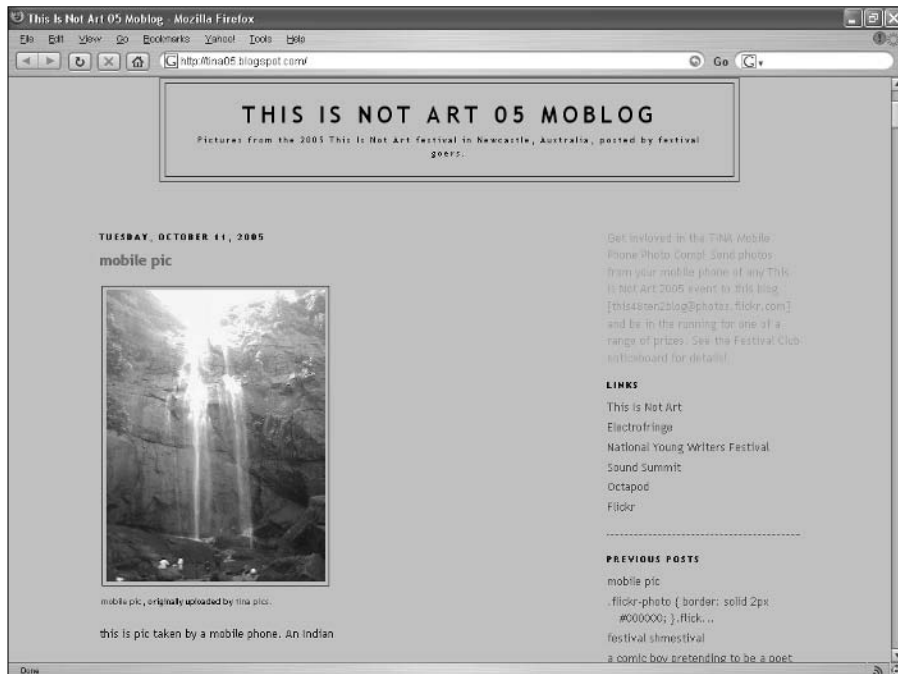 This Is Not Art 05 Moblog - Mozilla Firefox
File Edit View Go Bookmarks Yahoo! Tools Help
http://tina05.blogspot.com/ Go
THIS IS NOT ART 05 MOBLOG
Pictures from the 2005 This Is Not Art festival in Newcastle, Australia, posted by festival
goers.
TUESDAY, OCTOBER 11, 2005
mobile pic
mobile pic, originally uploaded by tina pics.
this is pic taken by a mobile phone. An Indian
Get invloved in the TINA Mobile
Phone Photo Comp! Send photos
from your mobile phone of any This
Is Not Art 2005 event to this blog
[this48ten2blog@photos.flickr.com]
and be in the running for one of a
range of prizes. See the Festival Club
noticeboard for details!
LINKS
This Is Not Art
Electrofringe
National Young Writers Festival
Sound Summit
Octapod
Flickr
PREVIOUS POSTS
mobile pic
.flickr-photo { border: solid 2px
#000000; }.flick...
festival shmestival
a comic boy pretending to be a poet
Done